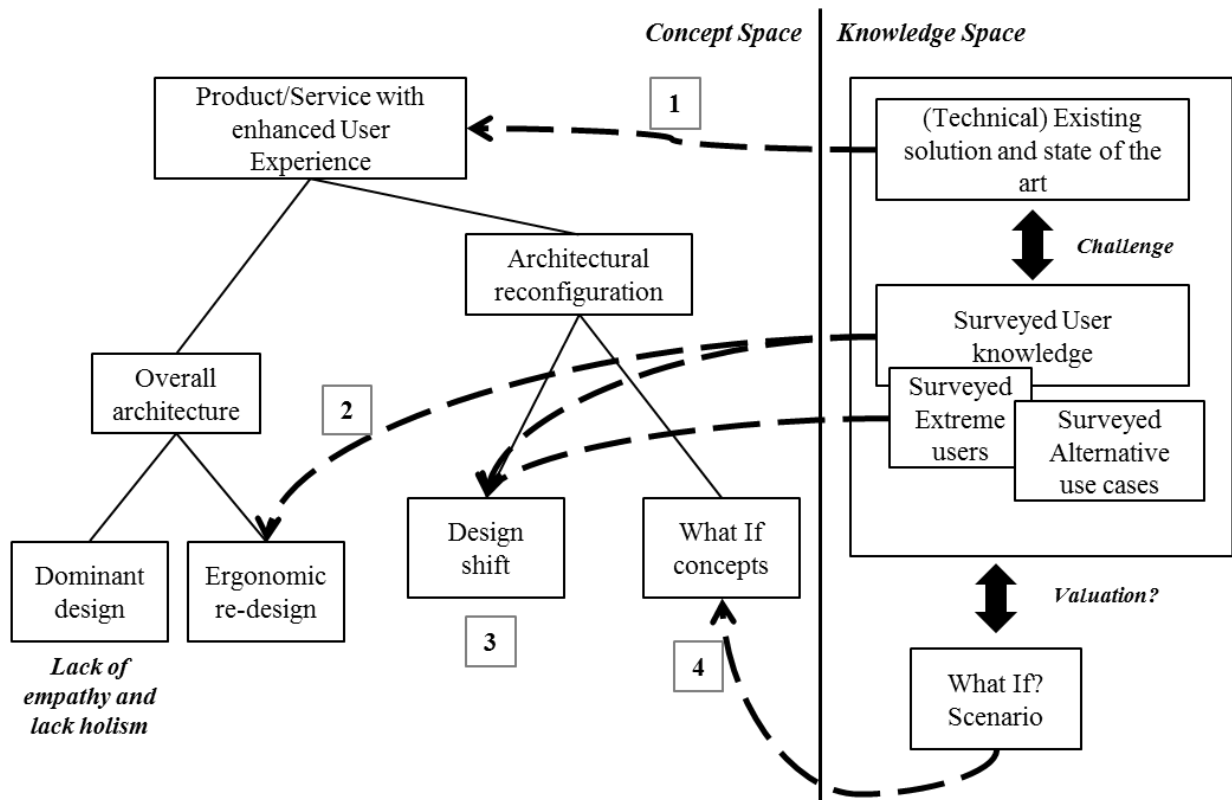 Concept Space
Knowledge Space
Product/Service with
enhanced User
Experience
1
(Technical) Existing
solution and state of the
art
Challenge
Architectural
reconfiguration
Surveyed User
knowledge
Overall
architecture
2
Surveyed
Extreme
users
Surveyed
Alternative
use cases
Dominant
design
Ergonomic
re-design
Design
shift
What If
concepts
Valuation?
3
4
Lack of
empathy and
lack holism
What If?
Scenario